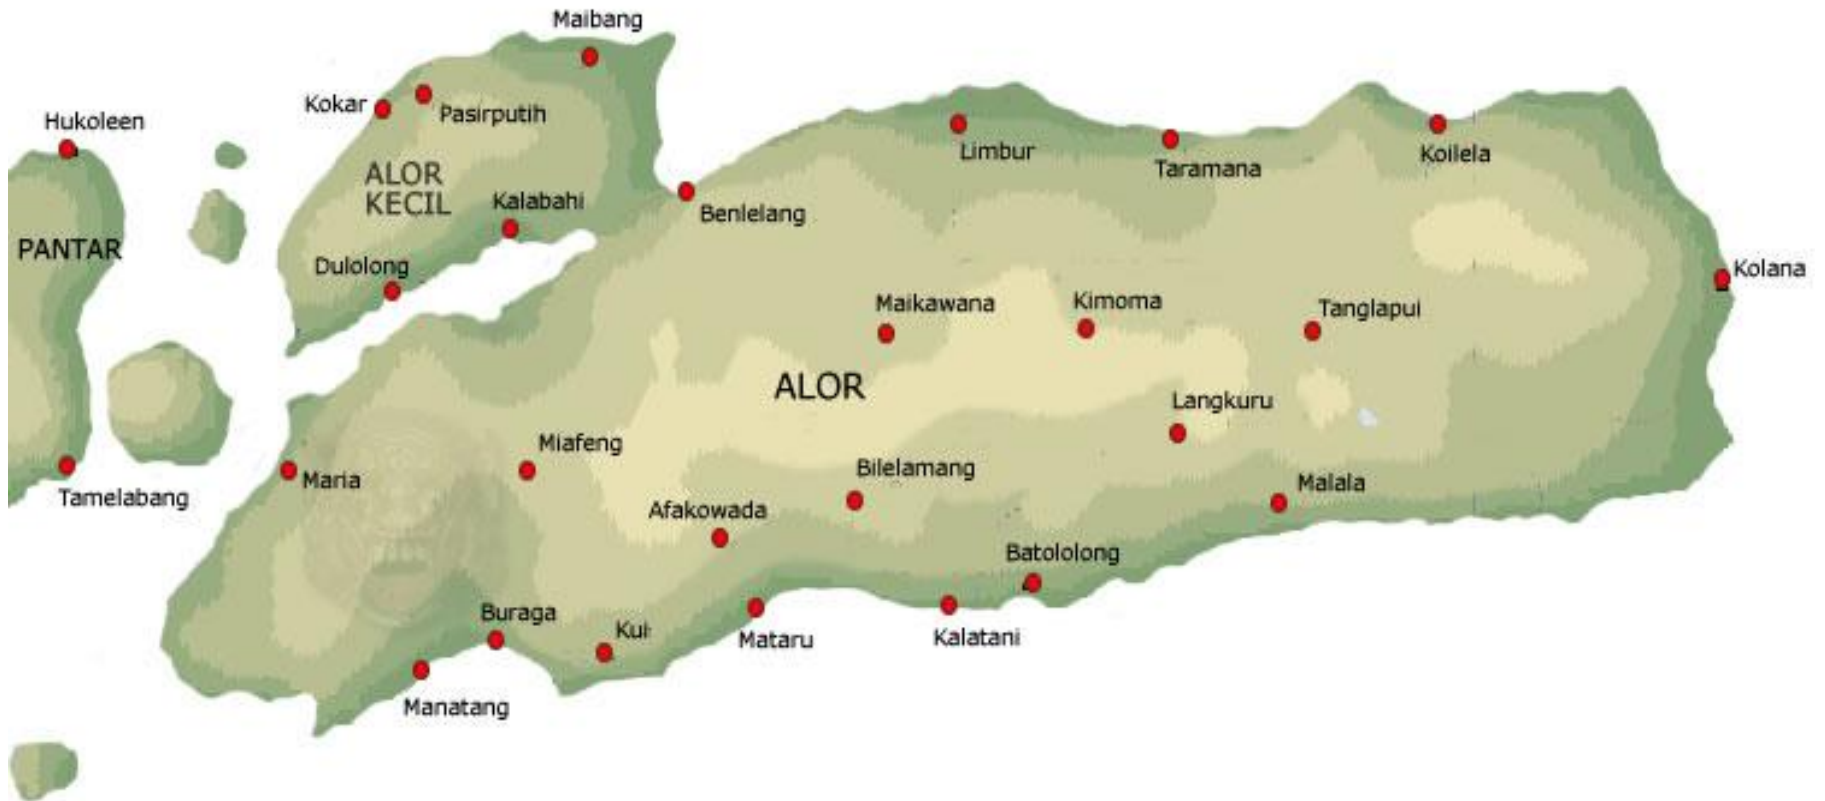 Maibang
Kokar
Pasirputih
Hukoleen
Limbur
Koilela
Taramana
ALOR
KECIL
Kalabahi
Benlelang
PANTAR
Dulolong
Kolana
Maikawana
Kimoma
Tanglapui
ALOR
Langkuru
Miafeng
Bilelamang
Maria
Malala
Tamelabang
Afakowada
Batololong
Buraga
Kui
Mataru
Kalatani
Manatang